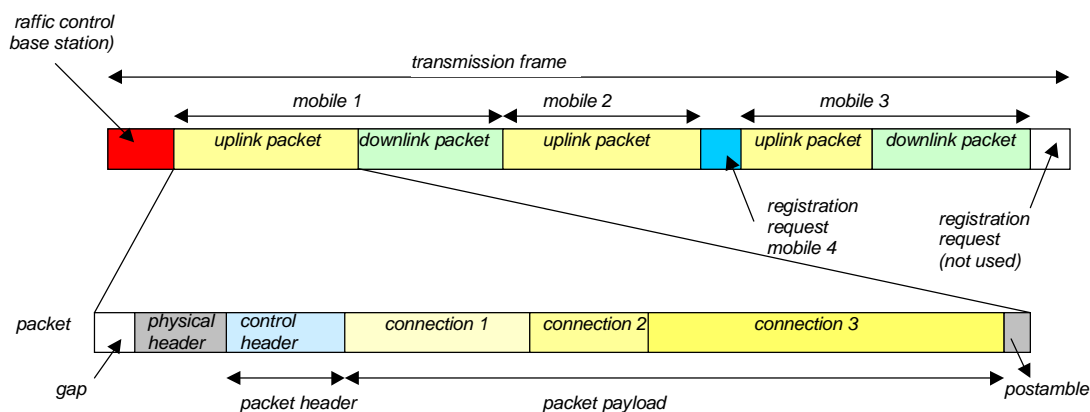 raffic control
base station)
transmission frame
mobile 1
mobile 2
mobile 3
uplink packet
downlink packet
uplink packet
uplink packet
downlink packet
registration
request
mobile 4
registration
request
(not used)
packet
physical
header
control
header
connection 1
connection 2
connection 3
gap
packet header
packet payload
postamble